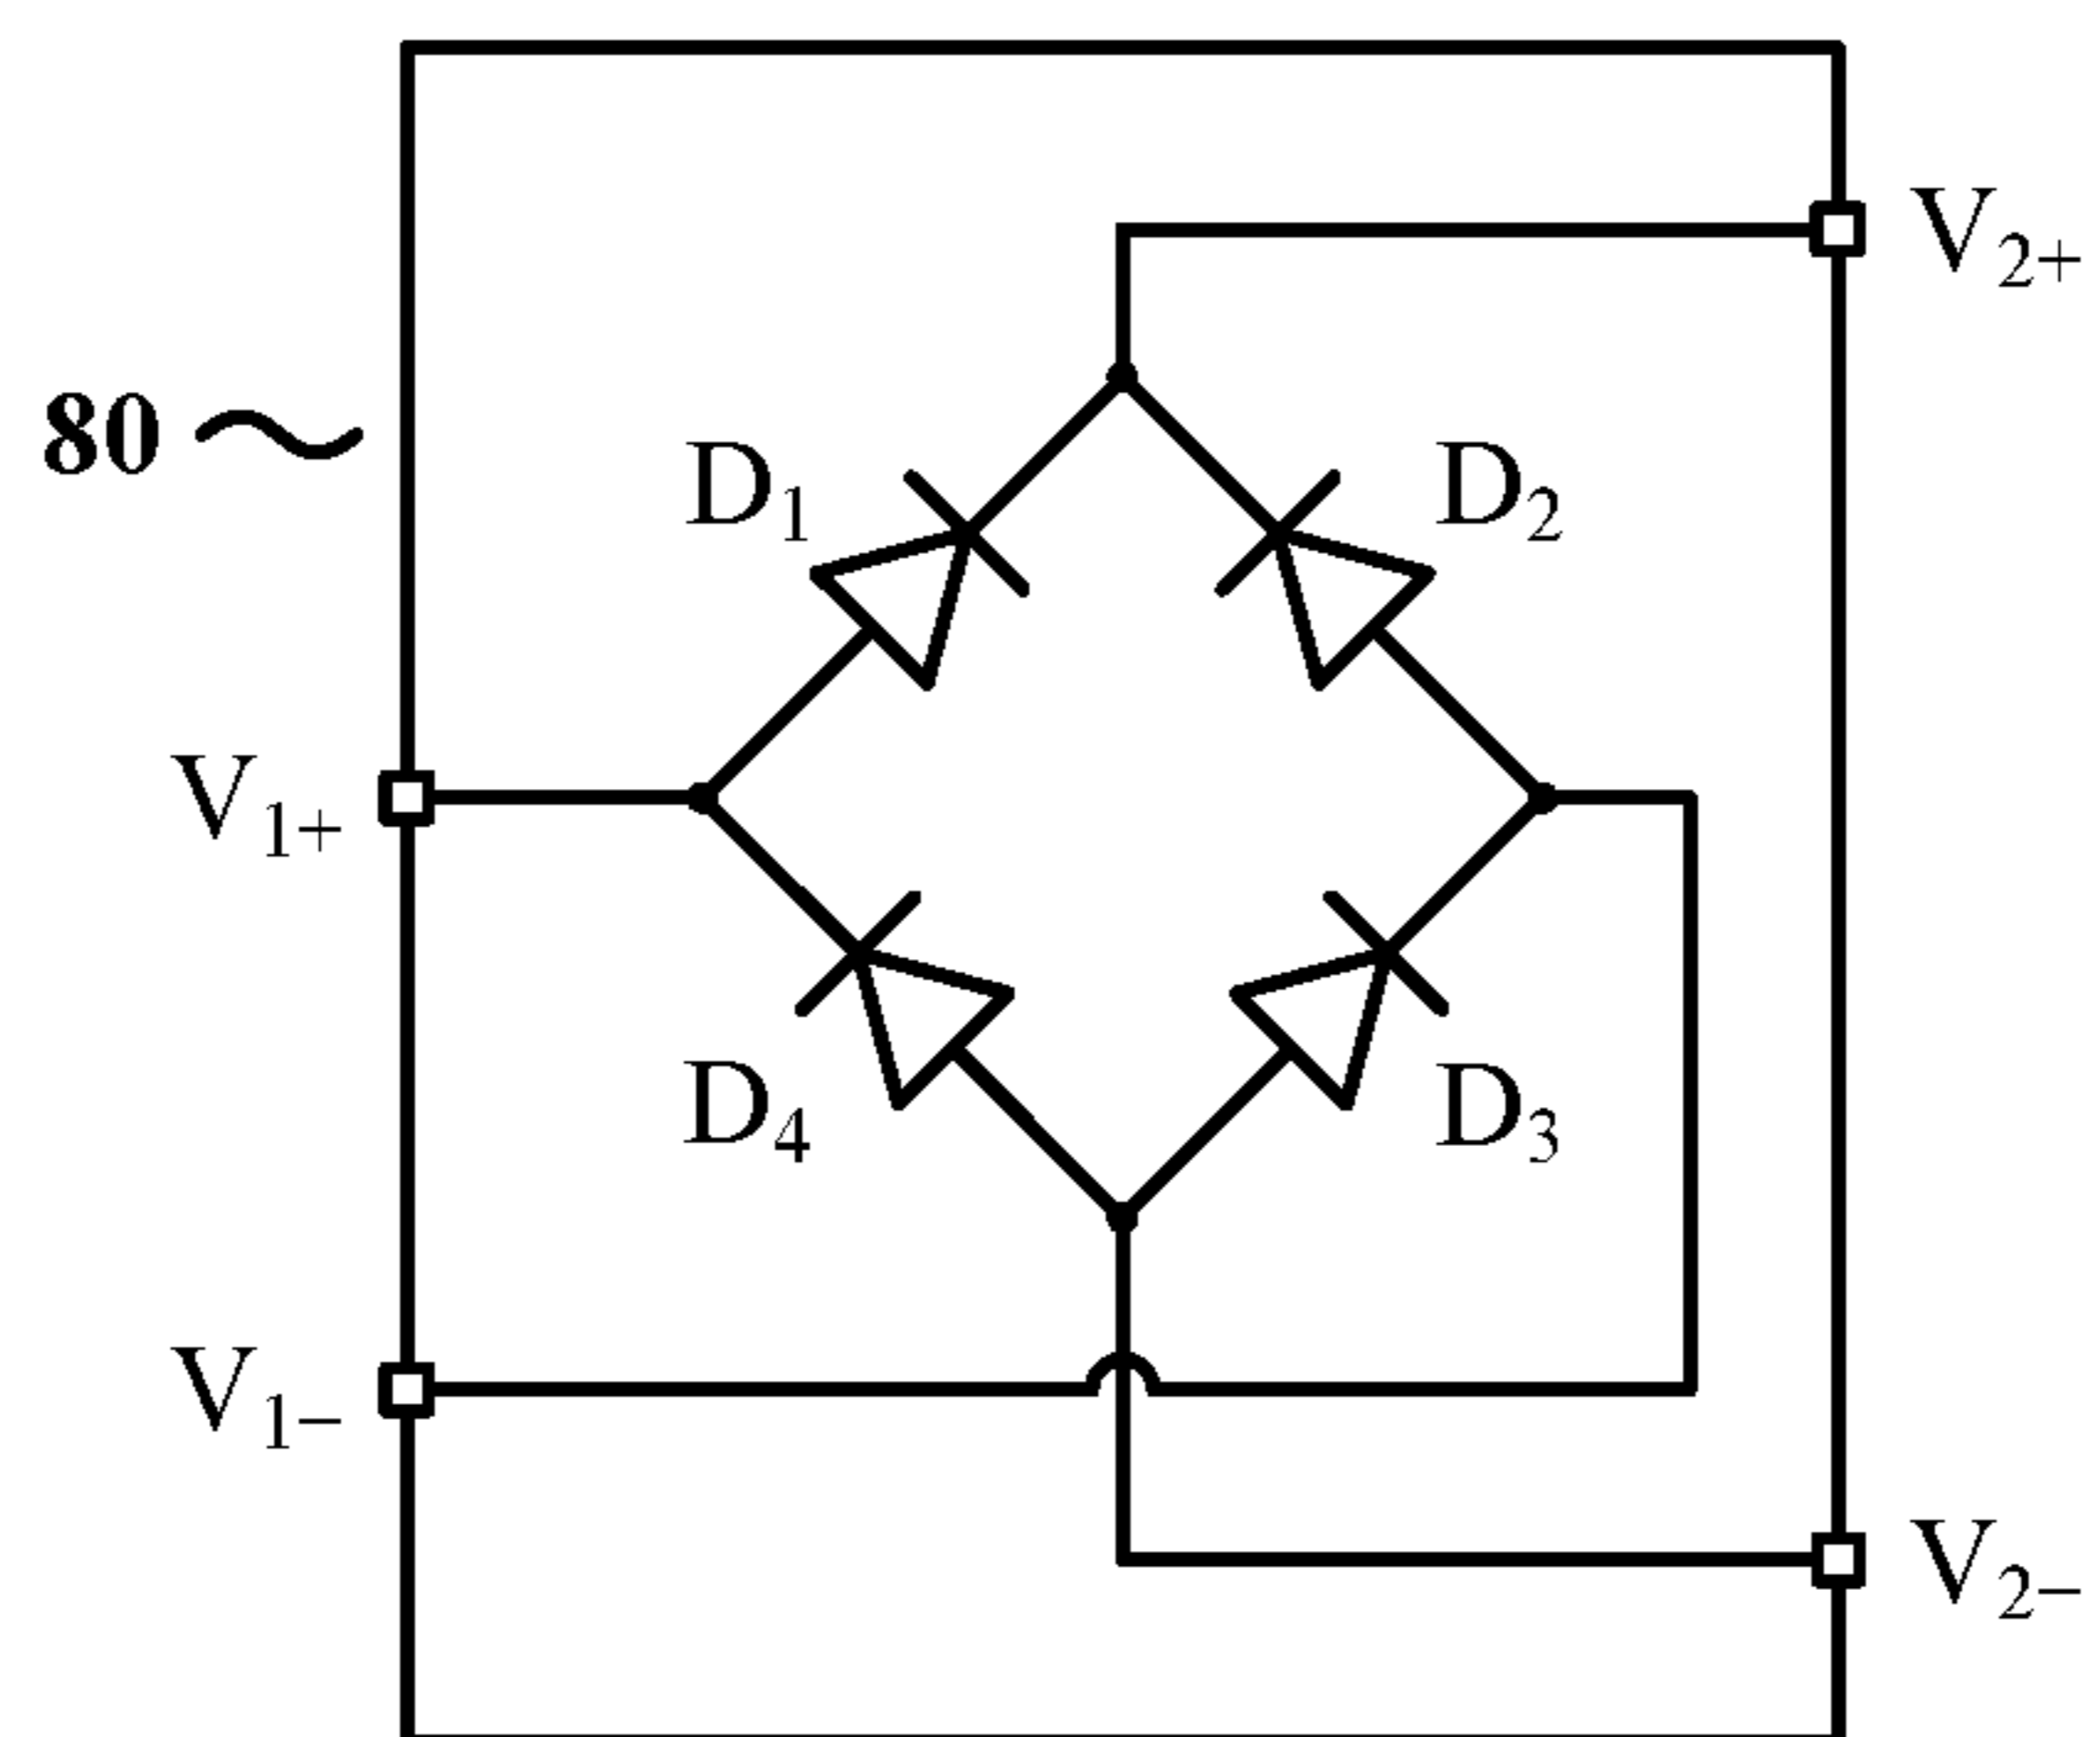 V₂₊
80
D₁ D₂
V₁₊
D₄ D₃
V₁₋
V₂₋